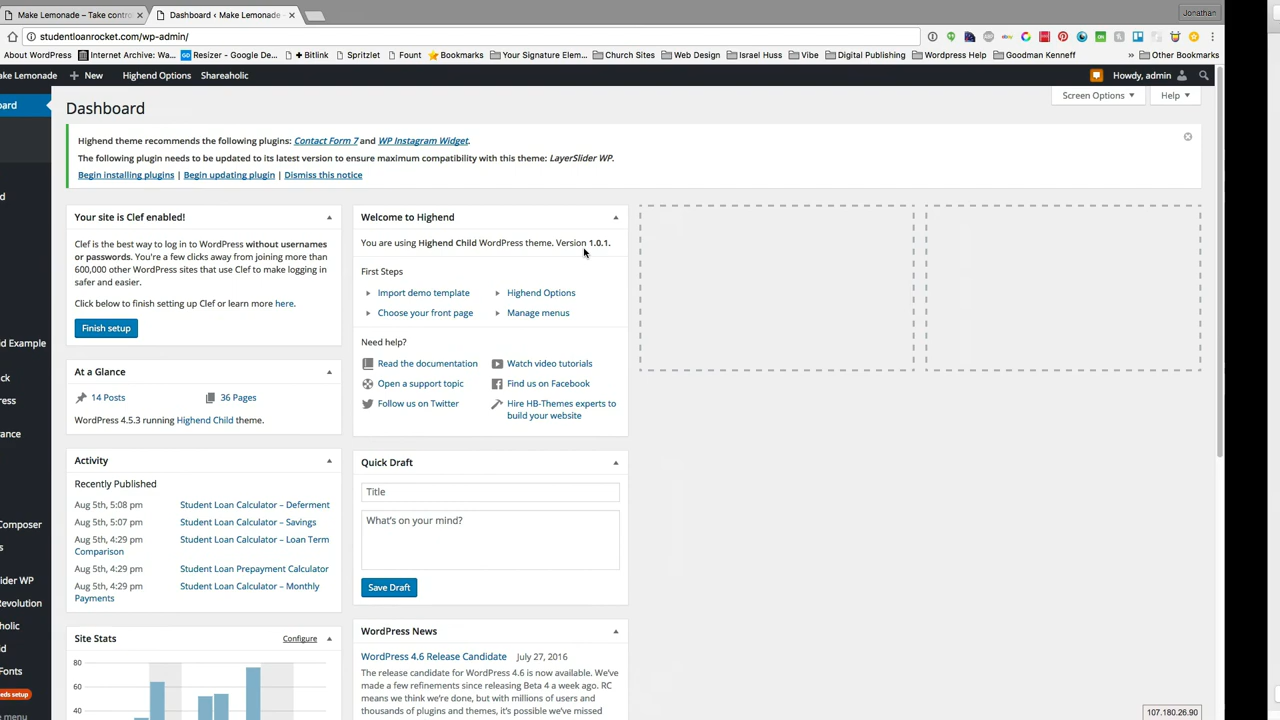 Make Lemonade – Take contr
Dashboard ‹ Make Lemonade
Jonathan
studentloanrocket.com/wp-admin/
About WordPress Internet Archive: Wa... Resizer - Google De... Bitlink Spritzlet Fount Bookmarks Your Signature Elem... Church Sites Web Design Israel Huss Vibe Digital Publishing Wordpress Help Goodman Kenneff » Other Bookmarks
ake Lemonade + New Highend Options Shareaholic Howdy, admin
oard
Screen Options Help
Dashboard
Highend theme recommends the following plugins: Contact Form 7 and WP Instagram Widget.
The following plugin needs to be updated to its latest version to ensure maximum compatibility with this theme: LayerSlider WP.
Begin installing plugins | Begin updating plugin | Dismiss this notice
Your site is Clef enabled!
Clef is the best way to log in to WordPress without usernames
or passwords. You're a few clicks away from joining more than
600,000 other WordPress sites that use Clef to make logging in
safer and easier.
Click below to finish setting up Clef or learn more here.
Finish setup
At a Glance
14 Posts 36 Pages
WordPress 4.5.3 running Highend Child theme.
Activity
Recently Published
Aug 5th, 5:08 pm Student Loan Calculator – Deferment
Aug 5th, 5:07 pm Student Loan Calculator – Savings
Aug 5th, 4:29 pm Student Loan Calculator – Loan Term
Comparison
Aug 5th, 4:29 pm Student Loan Prepayment Calculator
Aug 5th, 4:29 pm Student Loan Calculator – Monthly
Payments
Site Stats Configure
80
60
40
Welcome to Highend
You are using Highend Child WordPress theme. Version 1.0.1.
First Steps
Import demo template Highend Options
Choose your front page Manage menus
Need help?
Read the documentation Watch video tutorials
Open a support topic Find us on Facebook
Follow us on Twitter Hire HB-Themes experts to
build your website
Quick Draft
Title
What's on your mind?
Save Draft
WordPress News
WordPress 4.6 Release Candidate July 27, 2016
The release candidate for WordPress 4.6 is now available. We've
made a few refinements since releasing Beta 4 a week ago. RC
means we think we're done, but with millions of users and
thousands of plugins and themes, it's possible we've missed
d
ld Example
ck
ress
rance
Composer
s
ider WP
Revolution
holic
d
Fonts
eds setup
se menu
107.180.26.90